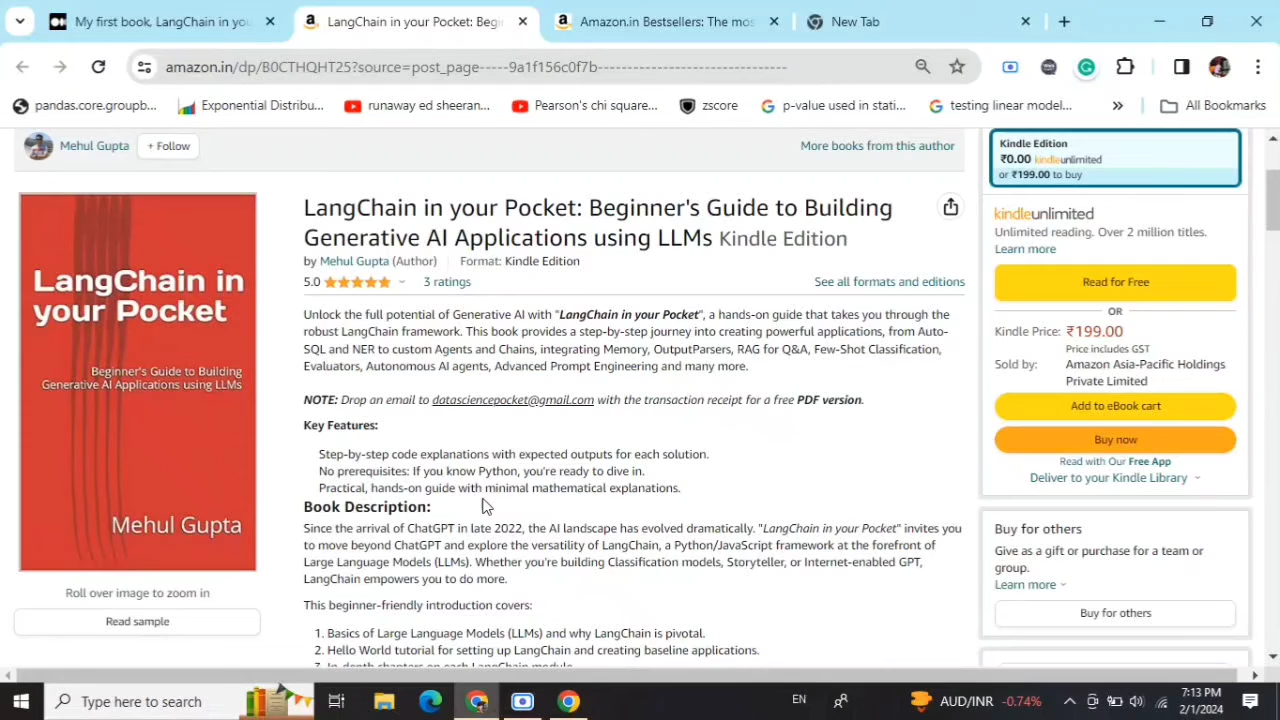 My first book, LangChain in you
LangChain in your Pocket: Begi
Amazon.in Bestsellers: The mos
New Tab
amazon.in/dp/B0CTHQHT25?source=post_page-----9a1f156c0f7b--------------------------------
pandas.core.groupb...
Exponential Distribu...
runaway ed sheeran...
Pearson's chi square...
zscore
p-value used in stati...
testing linear model...
All Bookmarks
Mehul Gupta
+ Follow
More books from this author
LangChain in
your Pocket
Beginner's Guide to Building
Generative AI Applications using LLMs
Mehul Gupta
Roll over image to zoom in
Read sample
LangChain in your Pocket: Beginner's Guide to Building
Generative AI Applications using LLMs Kindle Edition
by Mehul Gupta (Author) Format: Kindle Edition
5.0 3 ratings
See all formats and editions
Unlock the full potential of Generative AI with "LangChain in your Pocket", a hands-on guide that takes you through the
robust LangChain framework. This book provides a step-by-step journey into creating powerful applications, from Auto-
SQL and NER to custom Agents and Chains, integrating Memory, OutputParsers, RAG for Q&A, Few-Shot Classification,
Evaluators, Autonomous AI agents, Advanced Prompt Engineering and many more.
NOTE: Drop an email to datasciencepocket@gmail.com with the transaction receipt for a free PDF version.
Key Features:
Step-by-step code explanations with expected outputs for each solution.
No prerequisites: If you know Python, you're ready to dive in.
Practical, hands-on guide with minimal mathematical explanations.
Book Description:
Since the arrival of ChatGPT in late 2022, the AI landscape has evolved dramatically. "LangChain in your Pocket" invites you
to move beyond ChatGPT and explore the versatility of LangChain, a Python/JavaScript framework at the forefront of
Large Language Models (LLMs). Whether you're building Classification models, Storyteller, or Internet-enabled GPT,
LangChain empowers you to do more.
This beginner-friendly introduction covers:
1. Basics of Large Language Models (LLMs) and why LangChain is pivotal.
2. Hello World tutorial for setting up LangChain and creating baseline applications.
3. In-depth chapters on each LangChain module.
Kindle Edition
₹0.00 kindleunlimited
or ₹199.00 to buy
kindleunlimited
Unlimited reading. Over 2 million titles.
Learn more
Read for Free
OR
Kindle Price: ₹199.00
Price includes GST
Sold by: Amazon Asia-Pacific Holdings
Private Limited
Add to eBook cart
Buy now
Read with Our Free App
Deliver to your Kindle Library
Buy for others
Give as a gift or purchase for a team or
group.
Learn more
Buy for others
Type here to search
EN
AUD/INR -0.74%
7:13 PM
2/1/2024